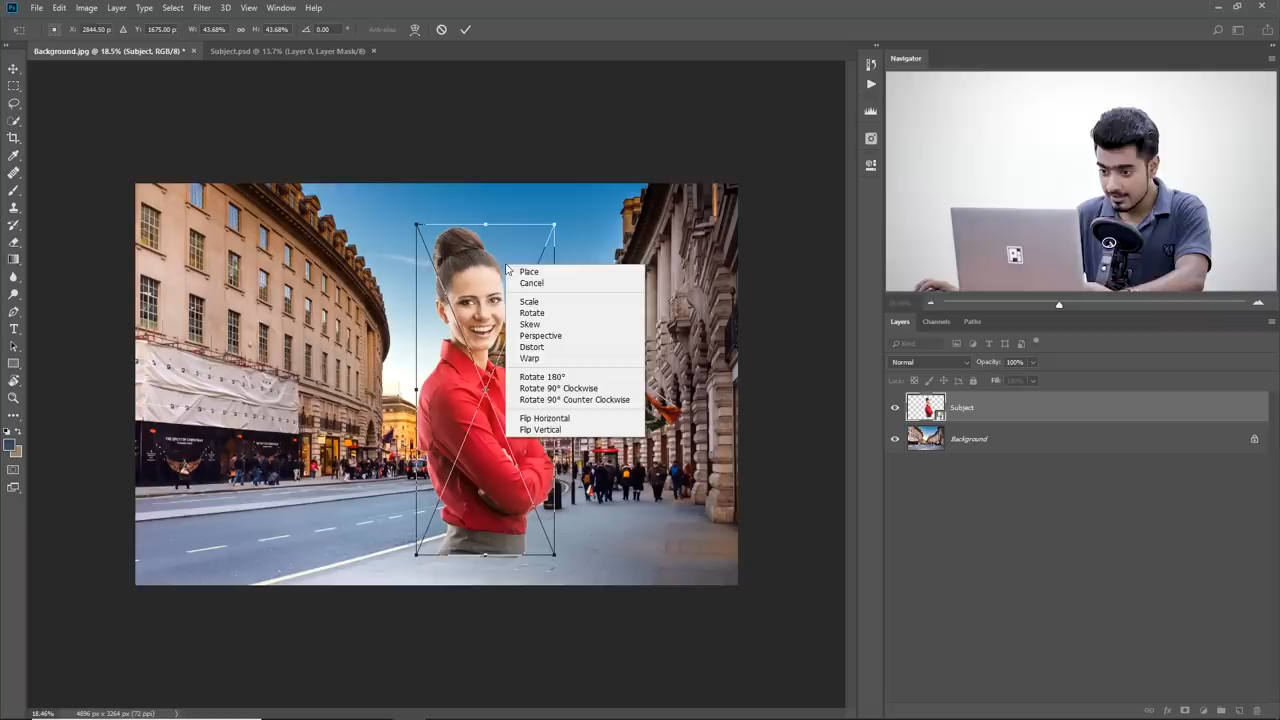 Ps File Edit Image Layer Type Select Filter 3D View Window Help
X: 2844.50 p Y: 1675.00 p W: 43.68% H: 43.68% 0.00 ° Anti-alias
Background.jpg @ 18.5% (Subject, RGB/8) * × Subject.psd @ 13.7% (Layer 0, Layer Mask/8) ×
Navigator
Place
Cancel
Scale
Rotate
Skew
Perspective
Distort
Warp
Rotate 180°
Rotate 90° Clockwise
Rotate 90° Counter Clockwise
Flip Horizontal
Flip Vertical
Layers Channels Paths
Kind
Normal Opacity: 100%
Lock: Fill: 100%
Subject
Background
18.46% 4896 px x 3264 px (72 ppi)